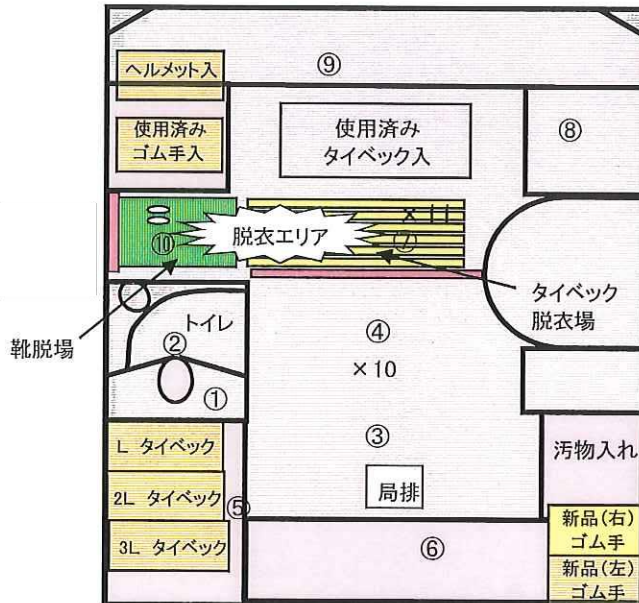 ⑨
ヘルメット入
使用済み
ゴム手入
使用済み
タイベック入
⑧
×11
⑩
脱衣エリア
⑦
タイベック
脱衣場
靴脱場
トイレ
②
①
④
×10
③
局排
L タイベック
2L タイベック
3L タイベック
⑤
⑥
汚物入れ
新品(右)
ゴム手
新品(左)
ゴム手